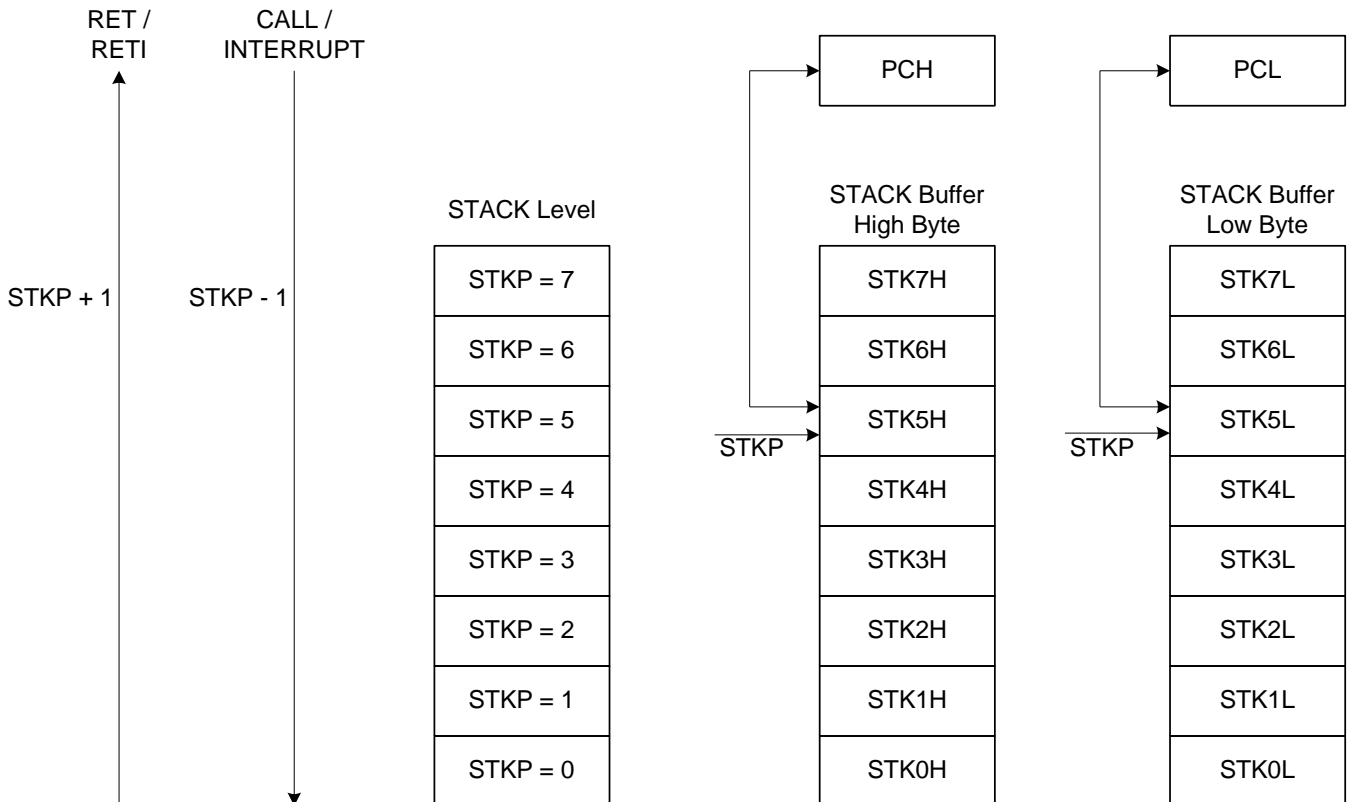 RET /
RETI
CALL /
INTERRUPT
PCH
PCL
STACK Level
STACK Buffer
High Byte
STACK Buffer
Low Byte
STKP + 1
STKP - 1
STKP = 7
STK7H
STK7L
STKP = 6
STK6H
STK6L
STKP = 5
STK5H
STK5L
STKP
STKP
STKP = 4
STK4H
STK4L
STKP = 3
STK3H
STK3L
STKP = 2
STK2H
STK2L
STKP = 1
STK1H
STK1L
STKP = 0
STK0H
STK0L